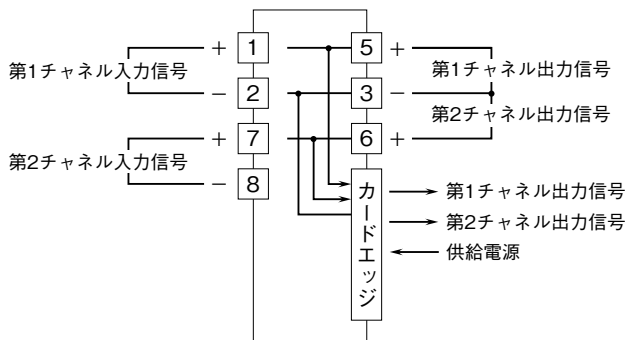 + 1 5 +
第1チャネル入力信号
第1チャネル出力信号
− 2 3 −
第2チャネル出力信号
+ 7 6 +
第2チャネル入力信号
− 8
カードエッジ
第1チャネル出力信号
第2チャネル出力信号
供給電源